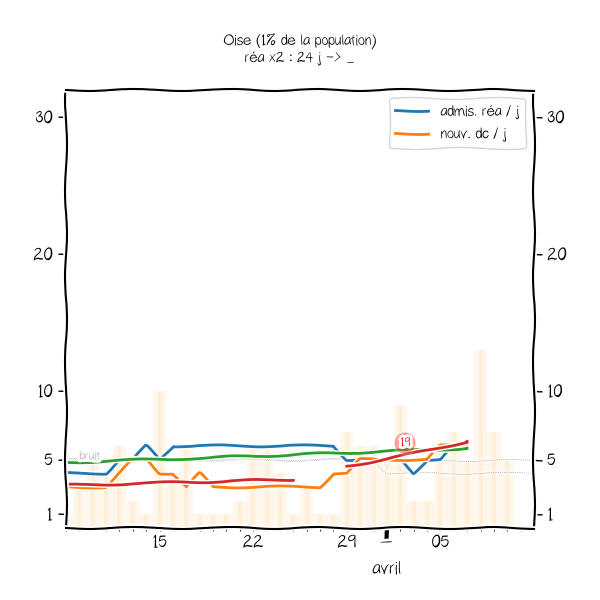 Oise (1% de la population)
réa x2 : 24 j -> _
admis. réa / j
nouv. dc / j
30
30
20
20
10
10
19
bruit
5
5
1
1
15
22
29
1
05
avril